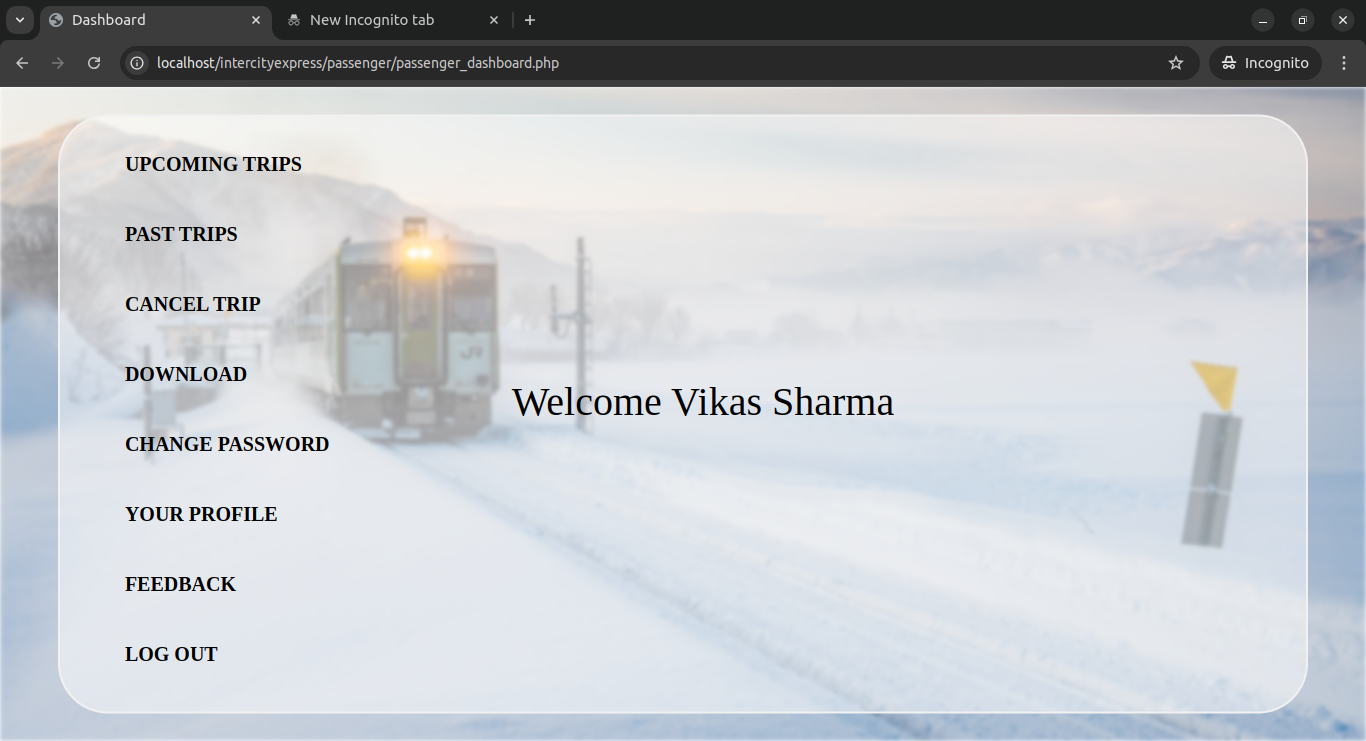 Dashboard
New Incognito tab
localhost/intercityexpress/passenger/passenger_dashboard.php
Incognito
UPCOMING TRIPS
PAST TRIPS
CANCEL TRIP
DOWNLOAD
Welcome Vikas Sharma
CHANGE PASSWORD
YOUR PROFILE
FEEDBACK
LOG OUT
JR